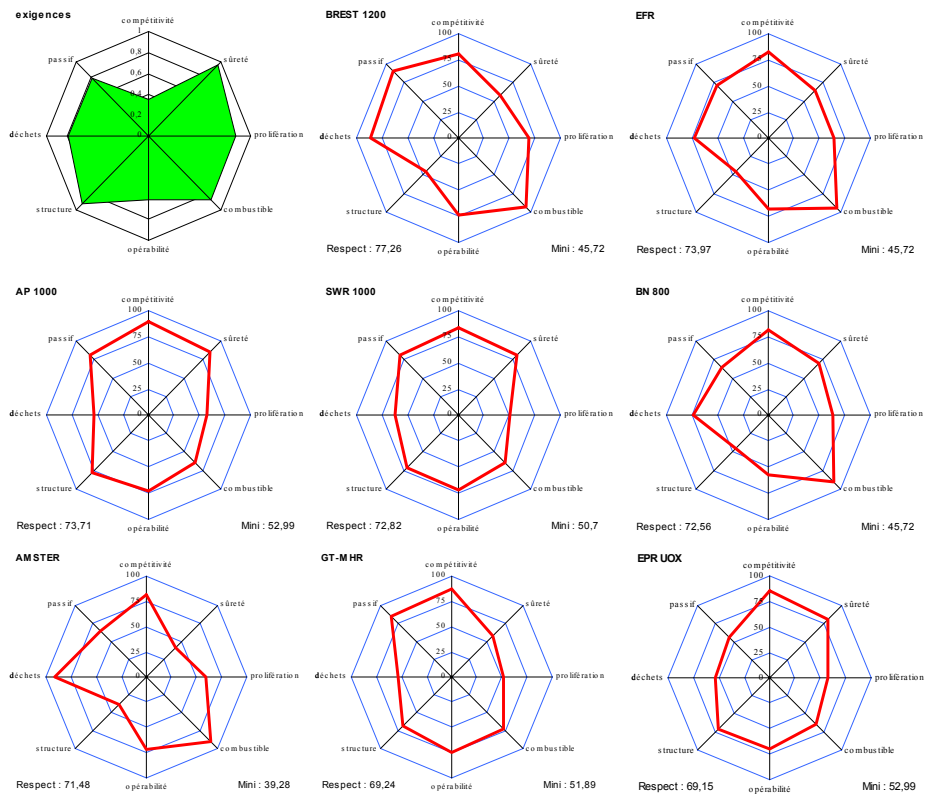 exigences
compétitivité
1
0,8
0,6
0,4
0,2
0
passif
sûreté
déchets
prolifération
structure
combustible
opérabilité
BREST 1200
compétitivité
100
75
50
25
0
passif
sûreté
déchets
prolifération
structure
combustible
opérabilité
Respect : 77,26
Mini : 45,72
EFR
compétitivité
100
75
50
25
0
passif
sûreté
déchets
prolifération
structure
combustible
opérabilité
Respect : 73,97
Mini : 45,72
AP 1000
compétitivité
100
75
50
25
0
passif
sûreté
déchets
prolifération
structure
combustible
opérabilité
Respect : 73,71
Mini : 52,99
SWR 1000
compétitivité
100
75
50
25
0
passif
sûreté
déchets
prolifération
structure
combustible
opérabilité
Respect : 72,82
Mini : 50,7
BN 800
compétitivité
100
75
50
25
0
passif
sûreté
déchets
prolifération
structure
combustible
opérabilité
Respect : 72,56
Mini : 45,72
AMSTER
compétitivité
100
75
50
25
0
passif
sûreté
déchets
prolifération
structure
combustible
opérabilité
Respect : 71,48
Mini : 39,28
GT-MHR
compétitivité
100
75
50
25
0
passif
sûreté
déchets
prolifération
structure
combustible
opérabilité
Respect : 69,24
Mini : 51,89
EPR UOX
compétitivité
100
75
50
25
0
passif
sûreté
déchets
prolifération
structure
combustible
opérabilité
Respect : 69,15
Mini : 52,99